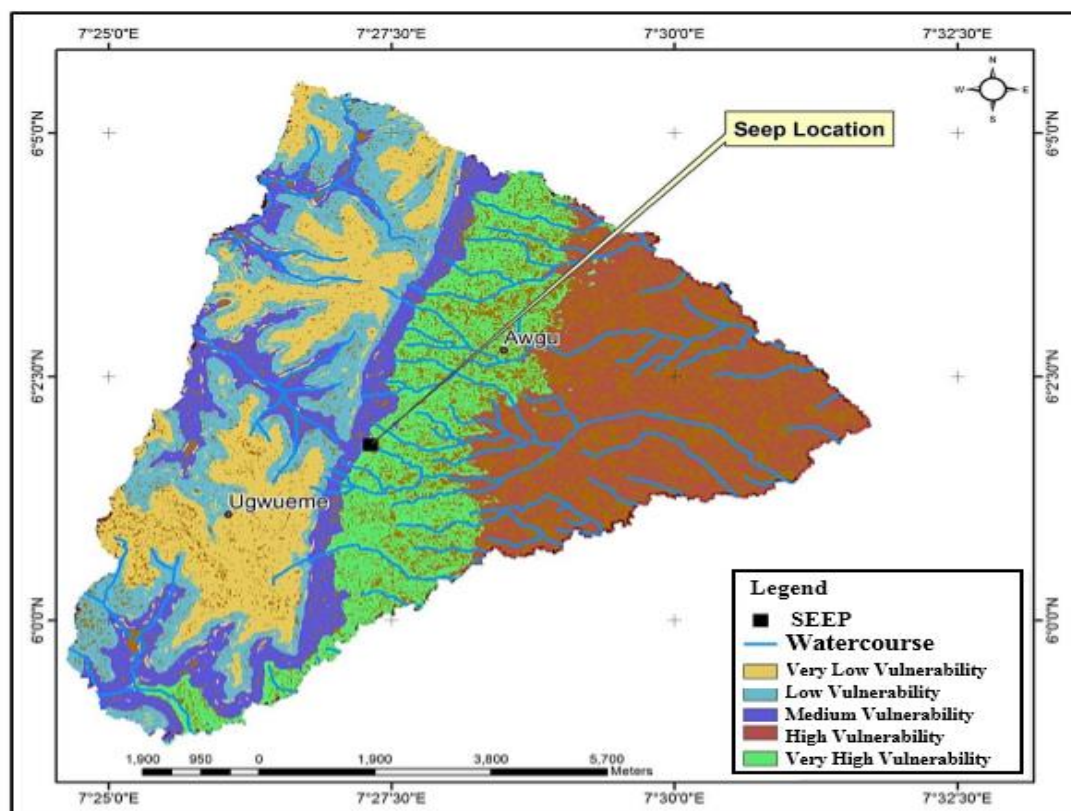 7°25'0"E 7°27'30"E 7°30'0"E 7°32'30"E
N
W E
S
Seep Location
6°5'0"N 6°5'0"N
Awgu
6°2'30"N 6°2'30"N
Ugwueme
6°0'0"N 6°0'0"N
Legend
SEEP
Watercourse
Very Low Vulnerability
Low Vulnerability
Medium Vulnerability
High Vulnerability
Very High Vulnerability
1,900 950 0 1,900 3,800 5,700
Meters
7°25'0"E 7°27'30"E 7°30'0"E 7°32'30"E